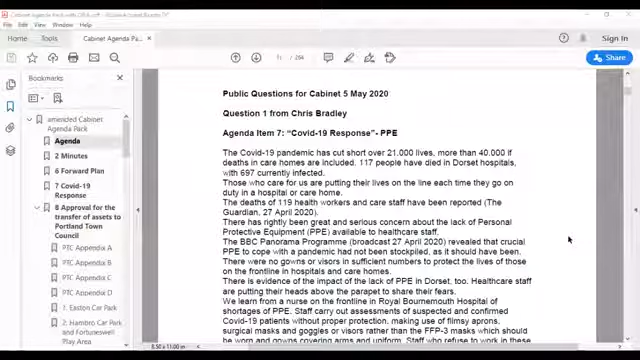 File Edit View Window Help
Home Tools Cabinet Agenda Pa... × Sign In
/ 264
Share
Bookmarks ×
amended Cabinet
Agenda Pack
Agenda
2 Minutes
6 Forward Plan
7 Covid-19
Response
8 Approval for the
transfer of assets to
Portland Town
Council
PTC Appendix A
PTC Appendix B
PTC Appendix C
PTC Appendix D
1. Easton Car Park
2. Hambro Car Park
and Fortuneswell
Play Area
Public Questions for Cabinet 5 May 2020
Question 1 from Chris Bradley
Agenda Item 7: “Covid-19 Response”- PPE
The Covid-19 pandemic has cut short over 21.000 lives, more than 40.000 if
deaths in care homes are included. 117 people have died in Dorset hospitals,
with 697 currently infected.
Those who care for us are putting their lives on the line each time they go on
duty in a hospital or care home.
The deaths of 119 health workers and care staff have been reported (The
Guardian, 27 April 2020).
There has rightly been great and serious concern about the lack of Personal
Protective Equipment (PPE) available to healthcare staff.
The BBC Panorama Programme (broadcast 27 April 2020) revealed that crucial
PPE to cope with a pandemic had not been stockpiled, as it should have been.
There were no gowns or visors in sufficient numbers to protect the lives of those
on the frontline in hospitals and care homes.
There is evidence of the impact of the lack of PPE in Dorset, too. Healthcare staff
are putting their heads above the parapet to share their fears.
We learn from a nurse on the frontline in Royal Bournemouth Hospital of
shortages of PPE. Staff carry out assessments of suspected and confirmed
Covid-19 patients without proper protection, making use of flimsy aprons,
surgical masks and goggles or visors rather than the FFP-3 masks which should
be worn and gowns covering arms and uniform. Staff who refuse to work in these
8.50 x 11.00 in